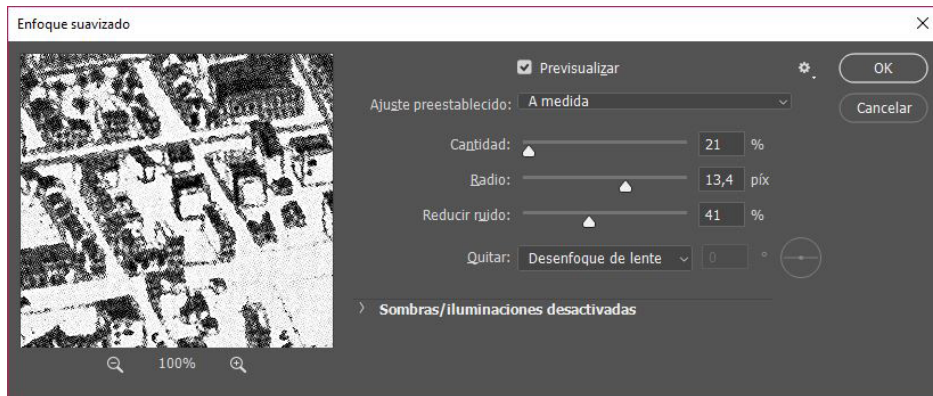 Enfoque suavizado
Previsualizar
OK
Ajuste preestablecido: A medida
Cancelar
Cantidad: 21 %
Radio: 13,4 píx
Reducir ruido: 41 %
Quitar: Desenfoque de lente 0 °
Sombras/iluminaciones desactivadas
100%